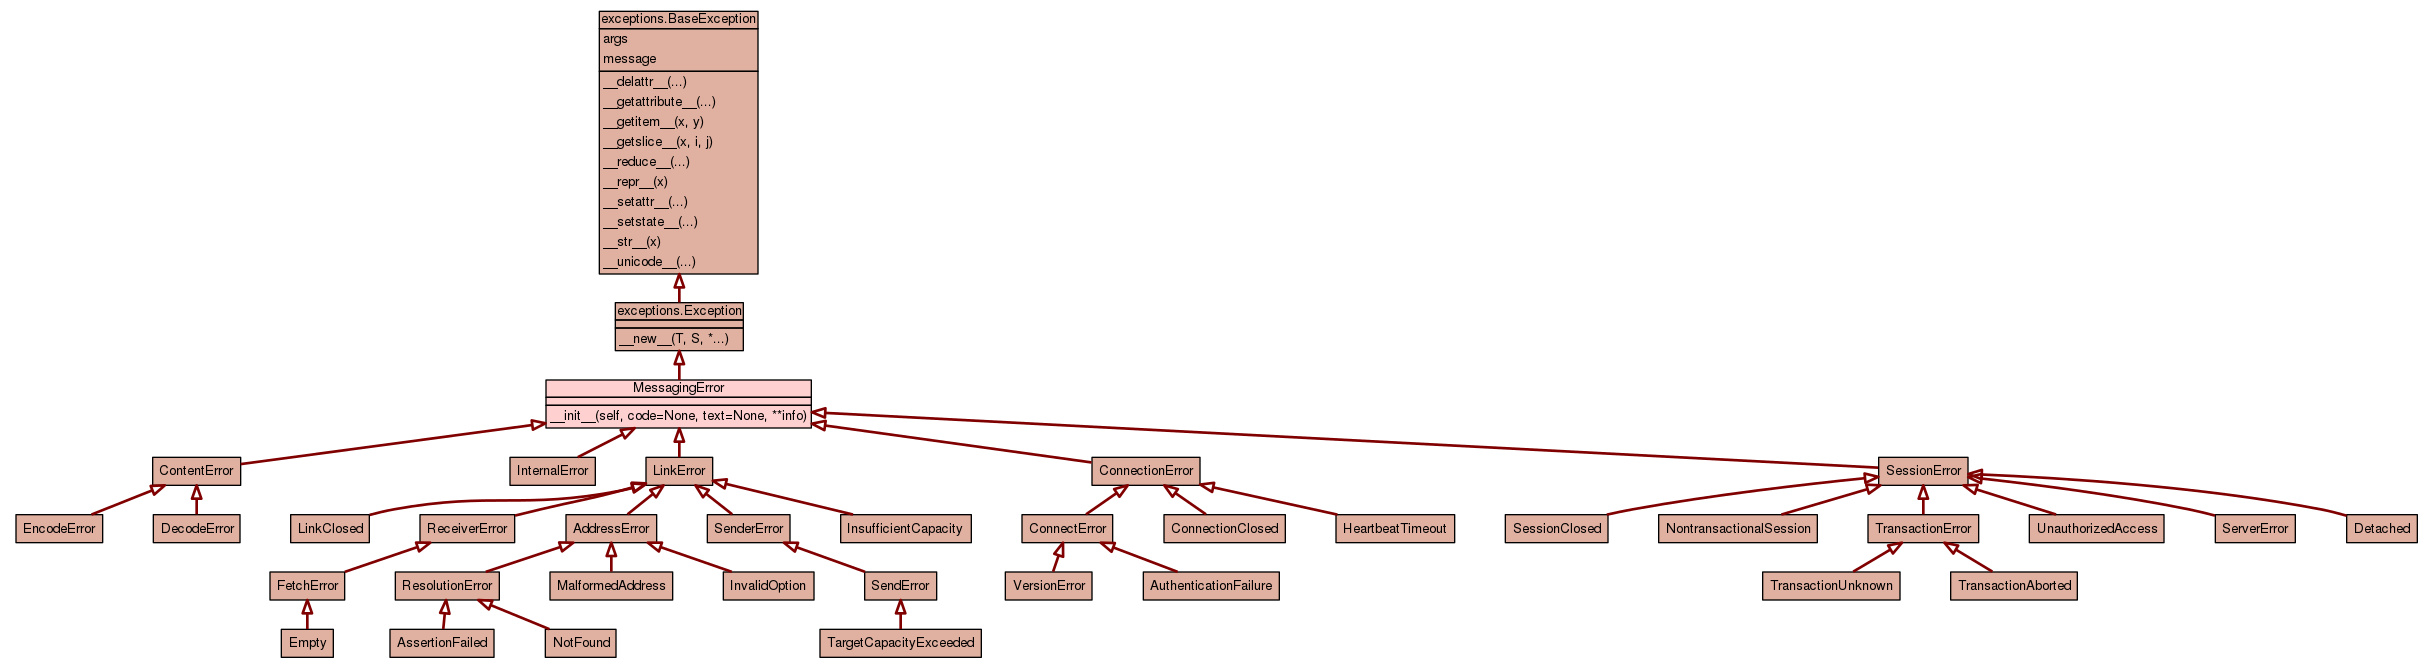 exceptions.BaseException
args
message
__delattr__(...)
__getattribute__(...)
__getitem__(x, y)
__getslice__(x, i, j)
__reduce__(...)
__repr__(x)
__setattr__(...)
__setstate__(...)
__str__(x)
__unicode__(...)
exceptions.Exception
__new__(T, S, *...)
MessagingError
__init__(self, code=None, text=None, **info)
ContentError
InternalError
LinkError
ConnectionError
SessionError
EncodeError
DecodeError
LinkClosed
ReceiverError
AddressError
SenderError
InsufficientCapacity
ConnectError
ConnectionClosed
HeartbeatTimeout
SessionClosed
NontransactionalSession
TransactionError
UnauthorizedAccess
ServerError
Detached
FetchError
ResolutionError
MalformedAddress
InvalidOption
SendError
VersionError
AuthenticationFailure
TransactionUnknown
TransactionAborted
Empty
AssertionFailed
NotFound
TargetCapacityExceeded